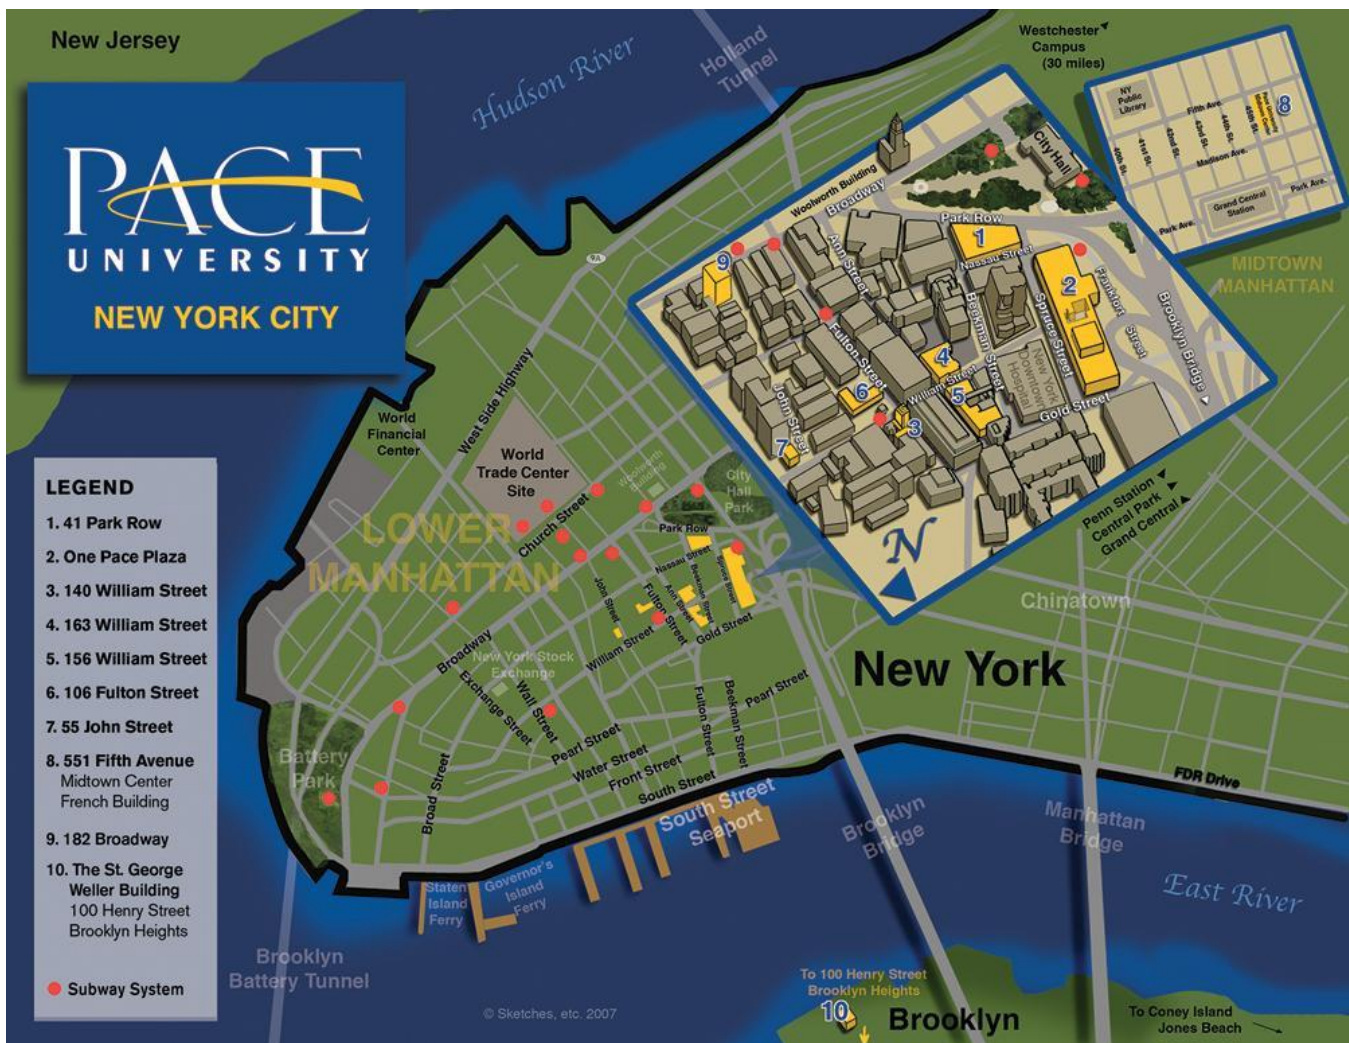 New Jersey
PACE
UNIVERSITY
NEW YORK CITY
Hudson River
Holland
Tunnel
Westchester
Campus
(30 miles)
NY
Public
Library
Fifth Ave.
40th St.
41st St.
42nd St.
43rd St.
44th St.
45th St.
Pace University
Midtown Center
8
Madison Ave.
Grand Central
Station
Park Ave.
Park Ave.
MIDTOWN
MANHATTAN
Woolworth Building
Broadway
City Hall
Park Row
1
Nassau Street
9
Ann Street
2
Frankfort
Street
Brooklyn Bridge
Spruce Street
Beekman Street
Fulton Street
4
New York
Downtown
Hospital
William Street
6
5
John Street
Gold Street
3
7
N
Penn Station
Central Park
Grand Central
9A
West Side Highway
World
Financial
Center
World
Trade Center
Site
Woolworth
Building
City
Hall
Park
Church Street
LOWER
MANHATTAN
Park Row
Nassau Street
Beekman Street
Spruce Street
Ann Street
John Street
Fulton Street
William Street
Gold Street
Chinatown
Broadway
New York Stock
Exchange
New York
Exchange Street
Wall Street
Fulton Street
Beekman Street
Pearl Street
Pearl Street
Water Street
Front Street
South Street
Battery
Park
Broad Street
FDR Drive
South Street
Seaport
Brooklyn
Bridge
Manhattan
Bridge
East River
Staten
Island
Ferry
Governor's
Island
Ferry
Brooklyn
Battery Tunnel
© Sketches, etc. 2007
To 100 Henry Street
Brooklyn Heights
10
Brooklyn
To Coney Island
Jones Beach
LEGEND
1. 41 Park Row
2. One Pace Plaza
3. 140 William Street
4. 163 William Street
5. 156 William Street
6. 106 Fulton Street
7. 55 John Street
8. 551 Fifth Avenue
Midtown Center
French Building
9. 182 Broadway
10. The St. George
Weller Building
100 Henry Street
Brooklyn Heights
Subway System